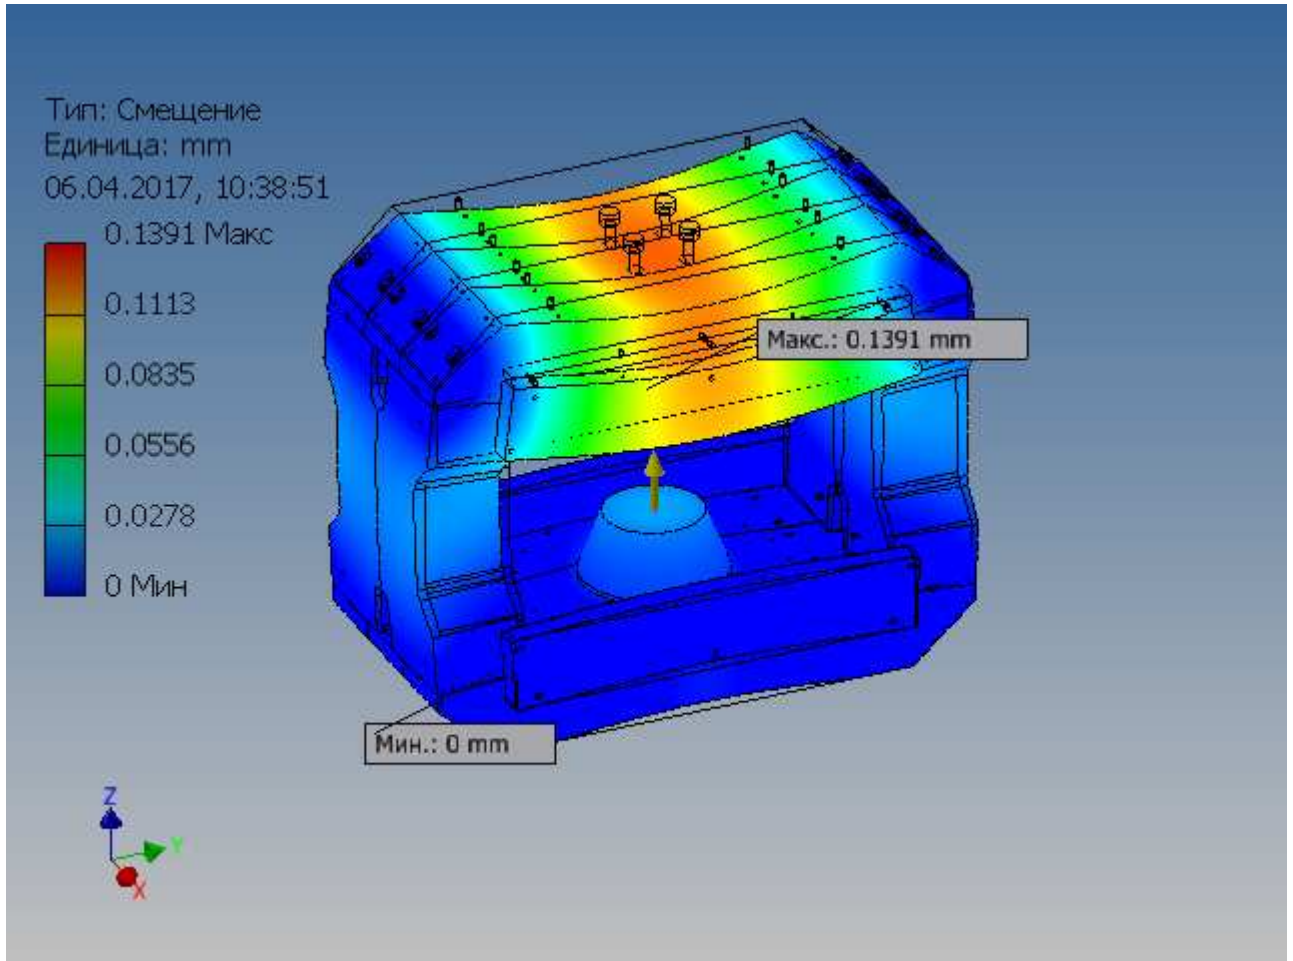 Тип: Смещение
Единица: mm
06.04.2017, 10:38:51
0.1391 Макс
0.1113
0.0835
0.0556
0.0278
0 Мин
Макс.: 0.1391 mm
Мин.: 0 mm
Z
Y
X